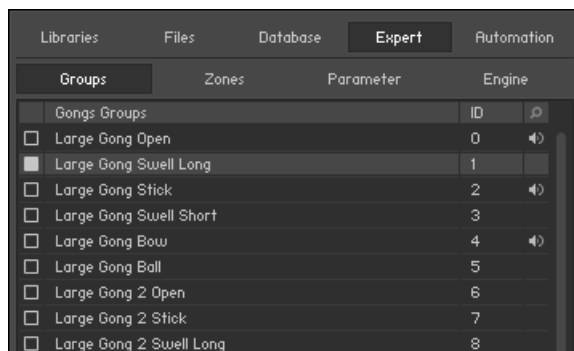 Libraries Files Database Expert Automation
Groups Zones Parameter Engine
Gongs Groups ID
Large Gong Open 0
Large Gong Swell Long 1
Large Gong Stick 2
Large Gong Swell Short 3
Large Gong Bow 4
Large Gong Ball 5
Large Gong 2 Open 6
Large Gong 2 Stick 7
Large Gong 2 Swell Long 8